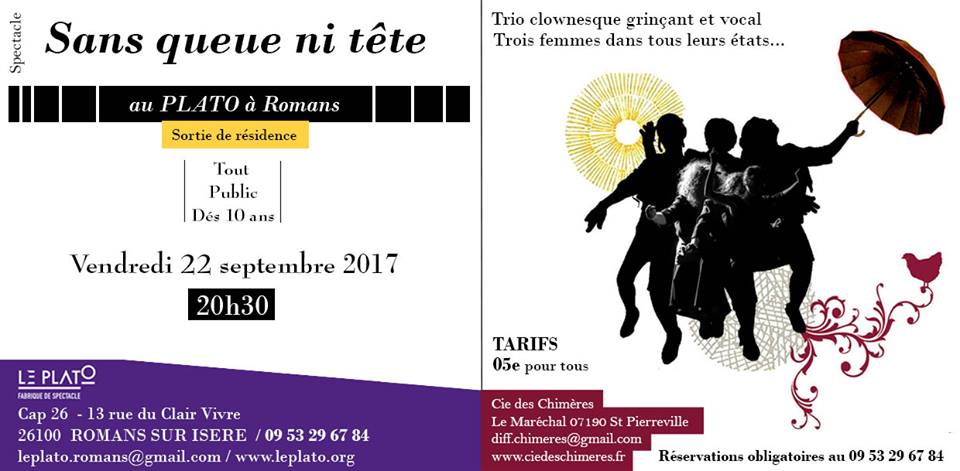 Spectacle
Sans queue ni tête
au PLATO à Romans
Sortie de résidence
Tout
Public
Dés 10 ans
Vendredi 22 septembre 2017
20h30
LE PLATO
FABRIQUE DE SPECTACLE
Cap 26 - 13 rue du Clair Vivre
26100 ROMANS SUR ISERE / 09 53 29 67 84
leplato.romans@gmail.com / www.leplato.org
Trio clownesque grinçant et vocal
Trois femmes dans tous leurs états...
TARIFS
05e pour tous
Cie des Chimères
Le Maréchal 07190 St Pierreville
diff.chimeres@gmail.com
www.ciedeschimeres.fr
Réservations obligatoires au 09 53 29 67 84